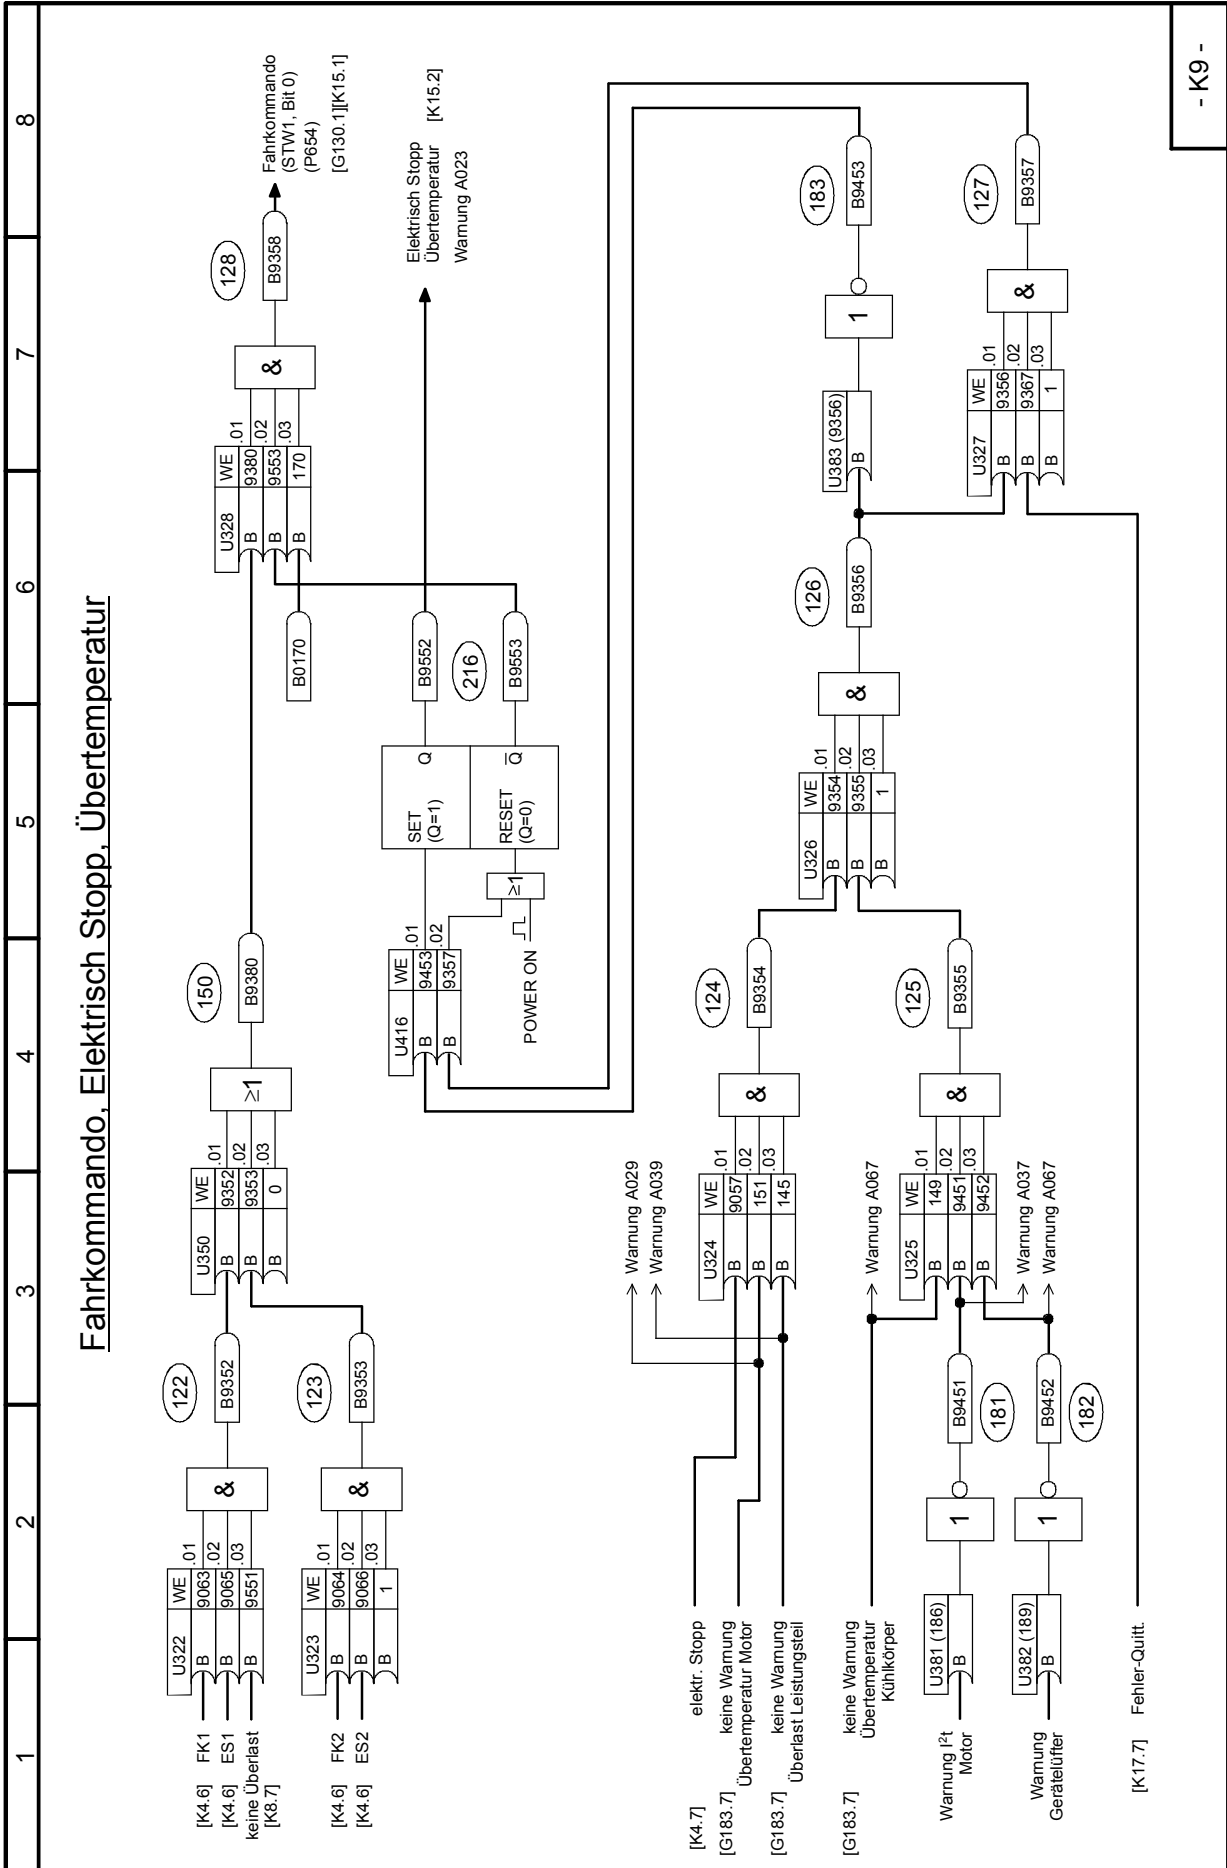 1 2 3 4 5 6 7 8
Fahrkommando, Elektrisch Stopp, Übertemperatur
[K4.6] FK1
[K4.6] ES1
keine Überlast
[K8.7]
U322 WE
B 9063 .01
B 9065 .02
B 9551 .03
&
122
B9352
[K4.6] FK2
[K4.6] ES2
U323 WE
B 9064 .01
B 9066 .02
B 1 .03
&
123
B9353
U350 WE
B 9352 .01
B 9353 .02
B 0 .03
≥1
150
B9380
B0170
U328 WE
B 9380 .01
B 9553 .02
B 170 .03
&
128
B9358
Fahrkommando
(STW1, Bit 0)
(P654)
[G130.1][K15.1]
U416 WE
B 9453 .01
B 9357 .02
POWER ON
≥1
SET
(Q=1)
Q
RESET
(Q=0)
Q
B9552
216
B9553
Elektrisch Stopp
Übertemperatur [K15.2]
Warnung A023
[K4.7] elektr. Stopp
[G183.7] keine Warnung
Übertemperatur Motor
[G183.7] keine Warnung
Überlast Leistungsteil
Warnung A029
Warnung A039
U324 WE
B 9057 .01
B 151 .02
B 145 .03
&
124
B9354
[G183.7] keine Warnung
Übertemperatur
Kühlkörper
Warnung A067
Warnung I²t
Motor
U381 (186)
B
1
B9451
181
Warnung
Gerätelüfter
U382 (189)
B
1
B9452
182
U325 WE
B 149 .01
B 9451 .02
B 9452 .03
Warnung A037
Warnung A067
&
125
B9355
U326 WE
B 9354 .01
B 9355 .02
B 1 .03
&
126
B9356
U383 (9356)
B
1
183
B9453
U327 WE
B 9356 .01
B 9367 .02
B 1 .03
&
127
B9357
[K17.7] Fehler-Quitt.
- K9 -